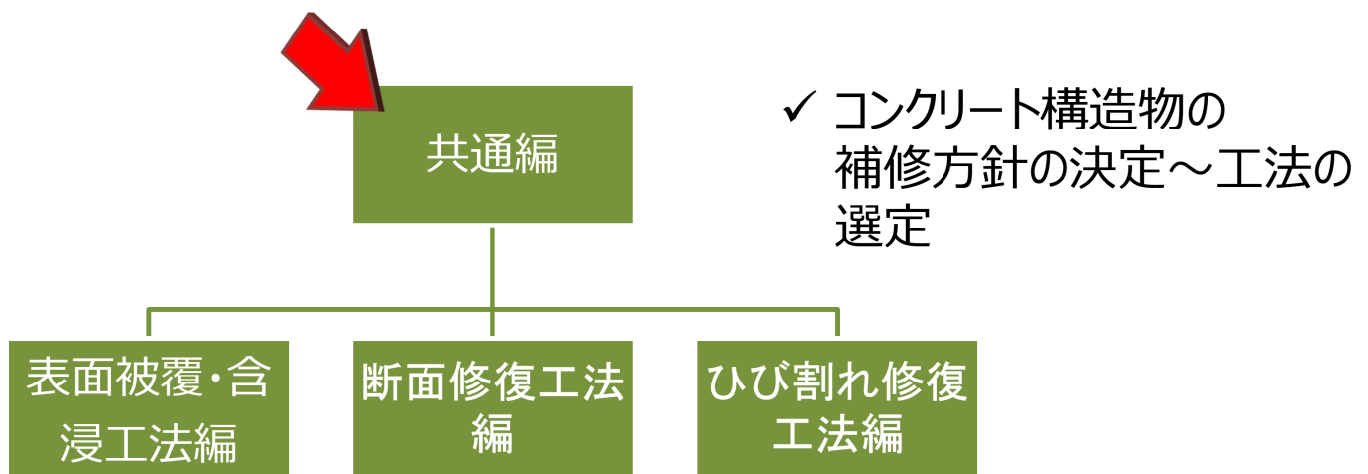 共通編
✓ コンクリート構造物の
補修方針の決定～工法の
選定
表面被覆・含
浸工法編
断面修復工法
編
ひび割れ修復
工法編